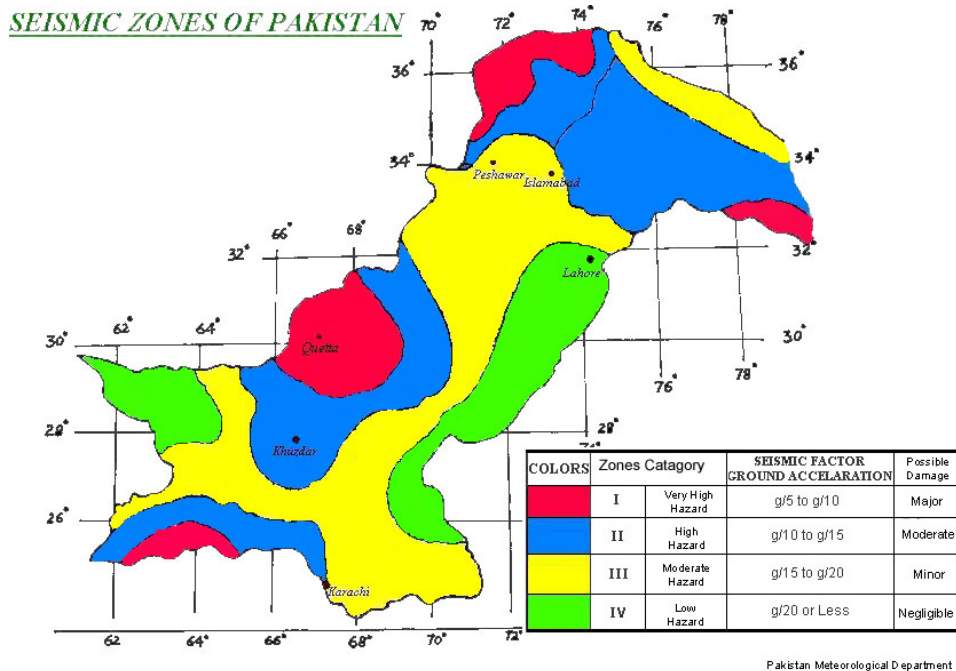 SEISMIC ZONES OF PAKISTAN
70° 72° 74° 76° 78°
36° 36°
34° 34°
Peshawar
Islamabad
66° 68°
32° 32°
Lahore
62° 64°
30° 30°
Quetta
76° 78°
28° 28°
Khuzdar
26°
Karachi
62° 64° 66° 68° 70° 72°
COLORS Zones Catagory SEISMIC FACTOR GROUND ACCELARATION Possible Damage
I Very High Hazard g/5 to g/10 Major
II High Hazard g/10 to g/15 Moderate
III Moderate Hazard g/15 to g/20 Minor
IV Low Hazard g/20 or Less Negligible
Pakistan Meteorological Department